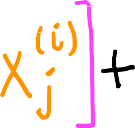 x_j^{(i)}] +